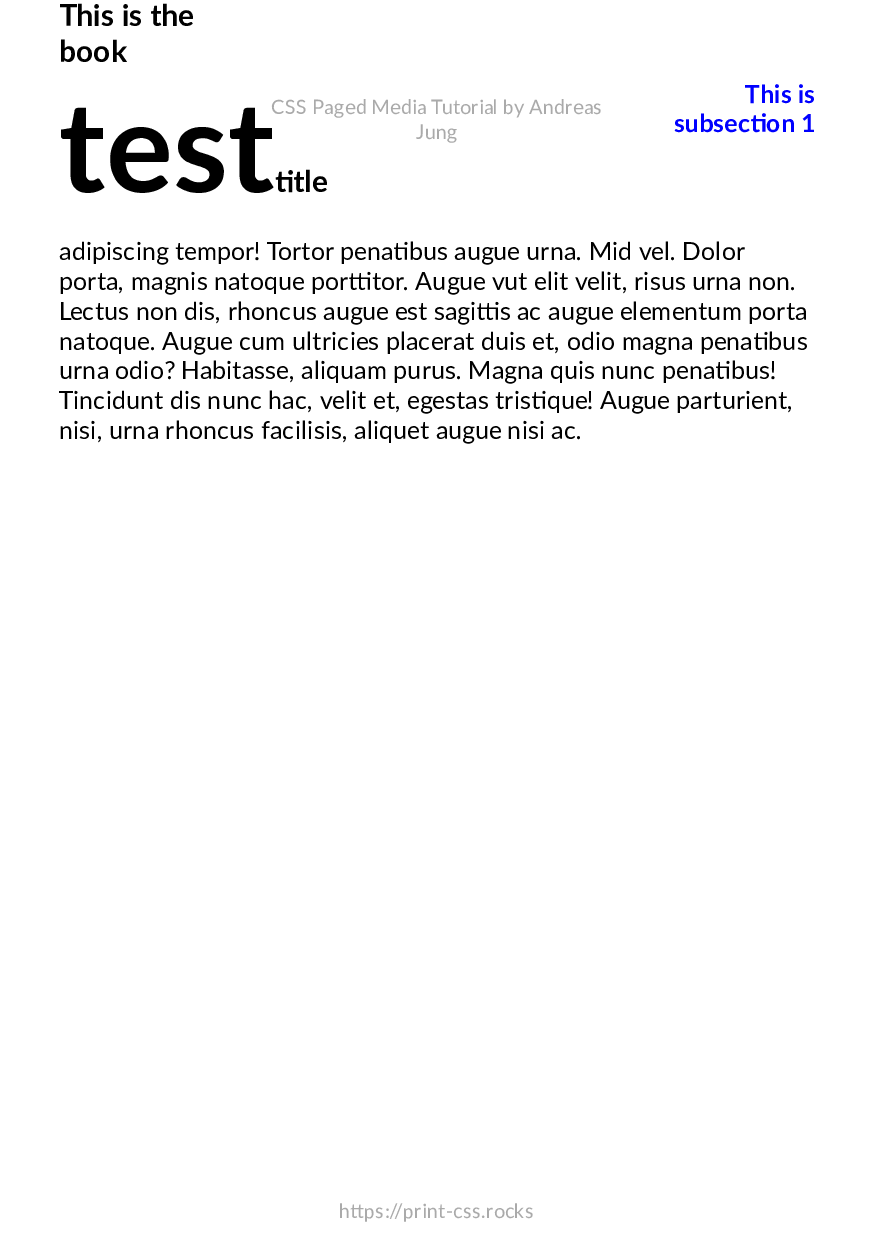 This is the
book
testtitle
CSS Paged Media Tutorial by Andreas
Jung
This is
subsection 1
adipiscing tempor! Tortor penatibus augue urna. Mid vel. Dolor
porta, magnis natoque porttitor. Augue vut elit velit, risus urna non.
Lectus non dis, rhoncus augue est sagittis ac augue elementum porta
natoque. Augue cum ultricies placerat duis et, odio magna penatibus
urna odio? Habitasse, aliquam purus. Magna quis nunc penatibus!
Tincidunt dis nunc hac, velit et, egestas tristique! Augue parturient,
nisi, urna rhoncus facilisis, aliquet augue nisi ac.
https://print-css.rocks